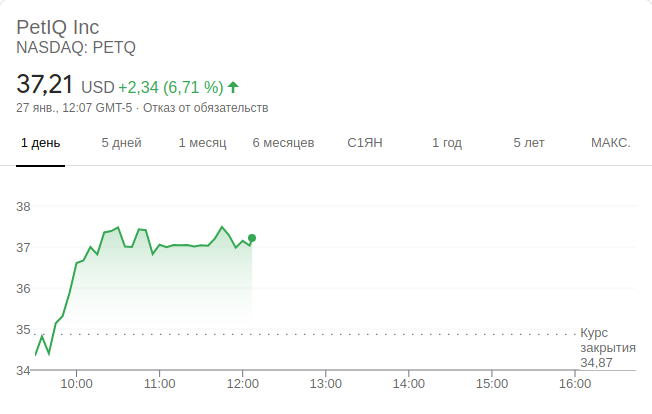 PetIQ Inc
NASDAQ: PETQ
37,21 USD +2,34 (6,71 %)
27 янв., 12:07 GMT-5 · Отказ от обязательств
1 день 5 дней 1 месяц 6 месяцев С1ЯН 1 год 5 лет МАКС.
38
37
36
35
34
Курс
закрытия
34,87
10:00 11:00 12:00 13:00 14:00 15:00 16:00